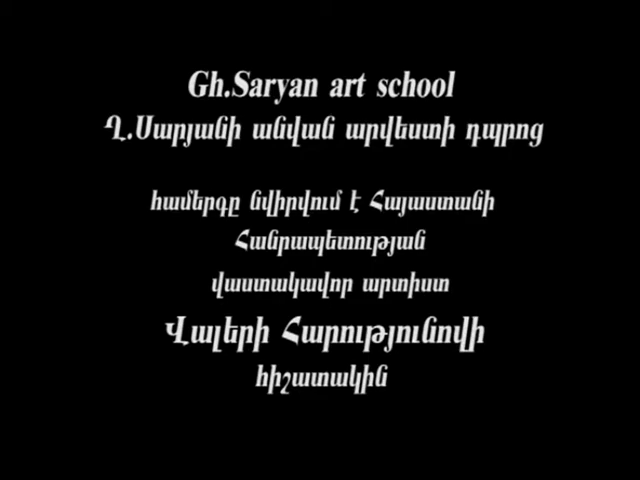 Gh.Saryan art school
Ղ.Սարյանի անվան արվեստի դպրոց
համերգը նվիրվում է Հայաստանի
Հանրապետության
վաստակավոր արտիստ
Վալերի Հարությունովի
հիշատակին